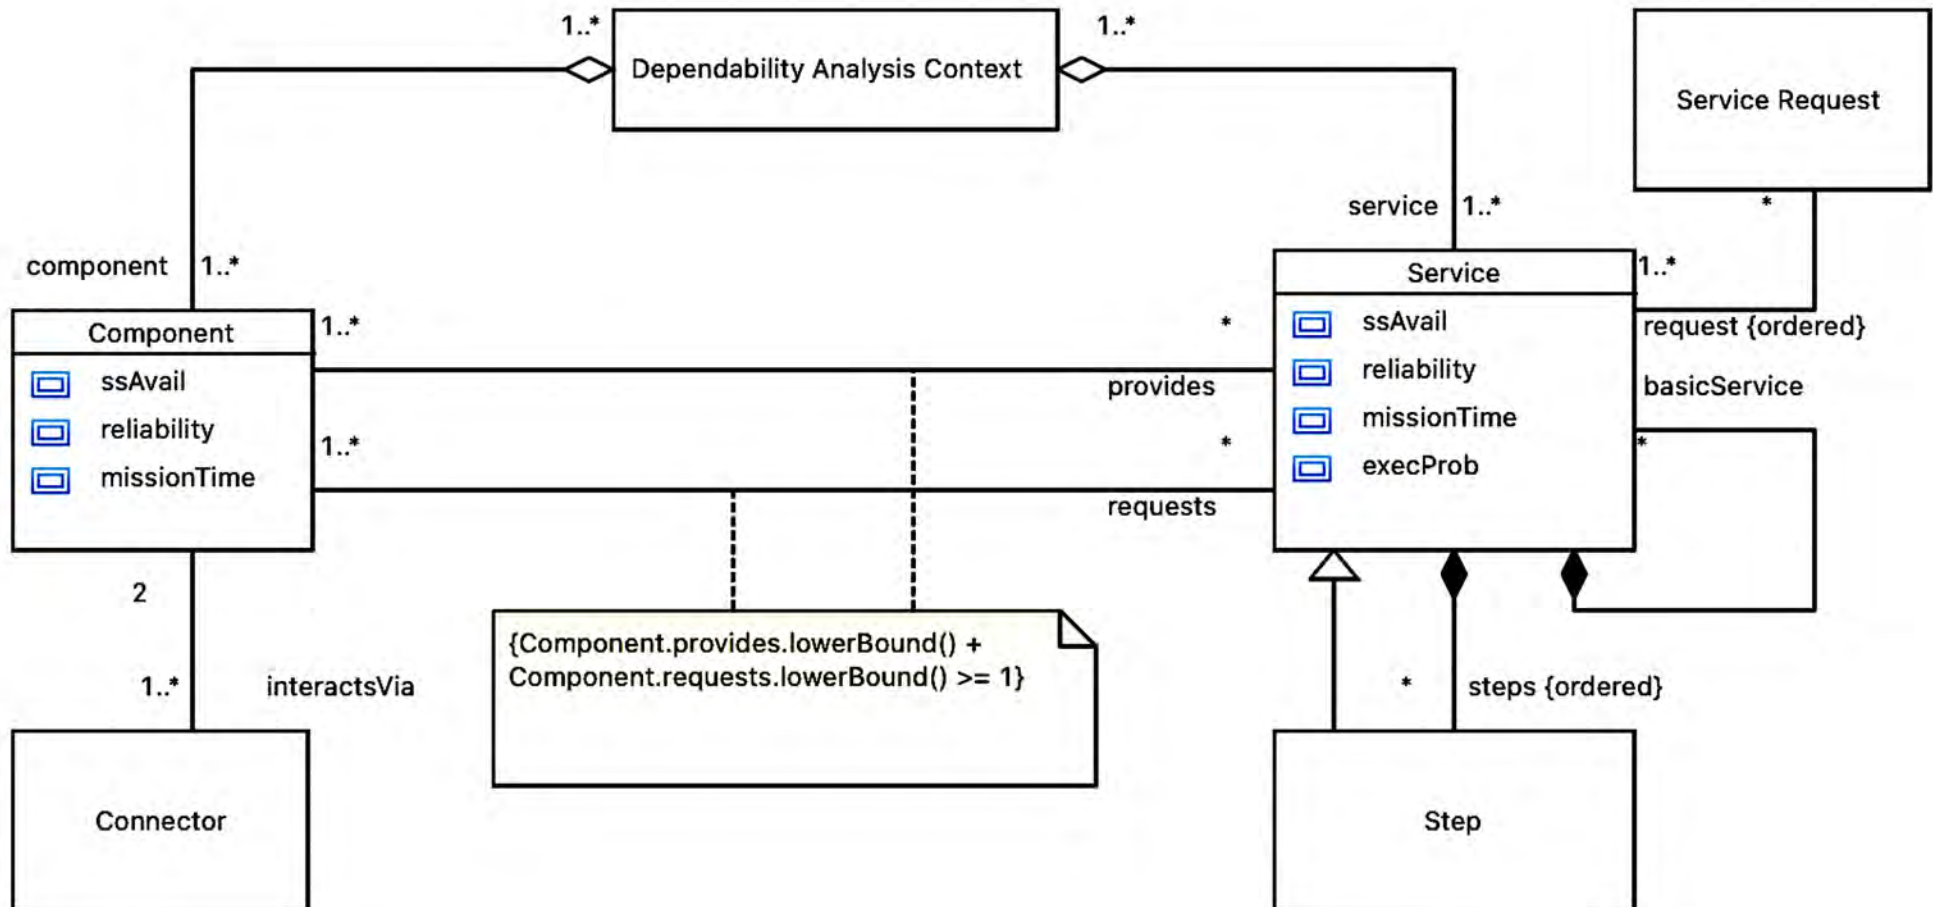 1..*
1..*
Dependability Analysis Context
Service Request
*
service
1..*
component
1..*
Component
ssAvail
reliability
missionTime
1..*
*
provides
1..*
*
requests
Service
ssAvail
reliability
missionTime
execProb
1..*
request {ordered}
basicService
*
2
1..*
interactsVia
{Component.provides.lowerBound() +
Component.requests.lowerBound() >= 1}
*
steps {ordered}
Connector
Step